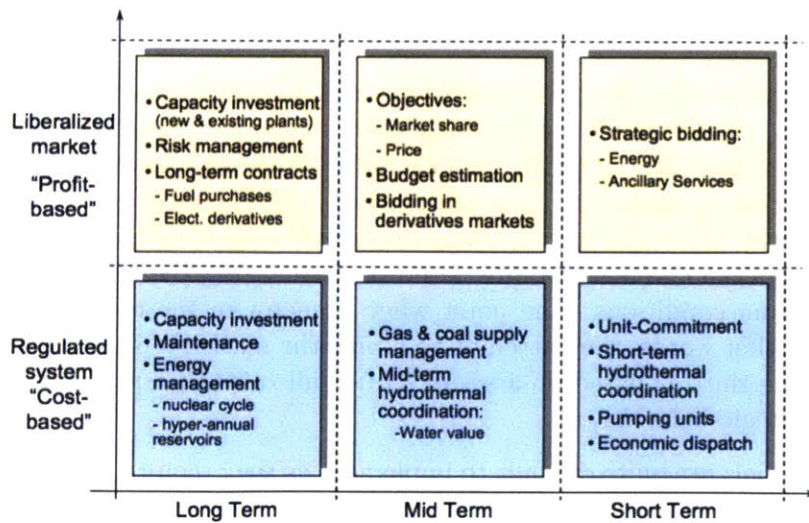 Liberalized
market
"Profit-
based"
• Capacity investment
(new & existing plants)
• Risk management
• Long-term contracts
- Fuel purchases
- Elect. derivatives
• Objectives:
- Market share
- Price
• Budget estimation
• Bidding in
derivatives markets
• Strategic bidding:
- Energy
- Ancillary Services
Regulated
system
"Cost-
based"
• Capacity investment
• Maintenance
• Energy
management
- nuclear cycle
- hyper-annual
reservoirs
• Gas & coal supply
management
• Mid-term
hydrothermal
coordination:
-Water value
• Unit-Commitment
• Short-term
hydrothermal
coordination
• Pumping units
• Economic dispatch
Long Term
Mid Term
Short Term